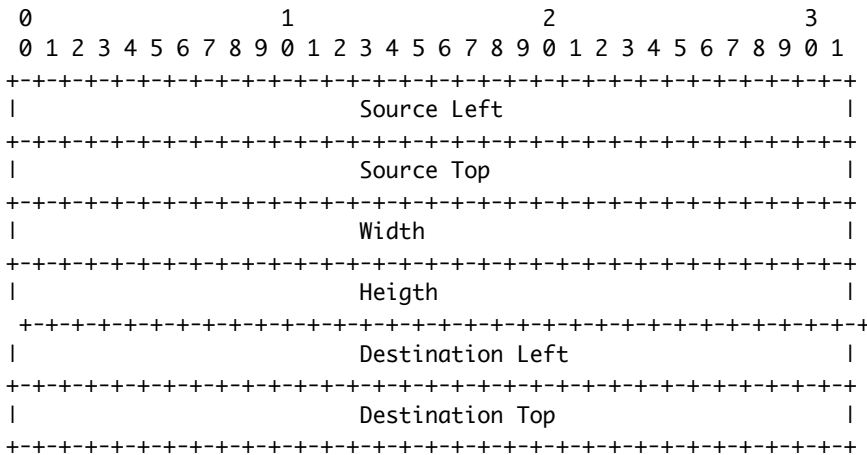 0                   1                   2                   3
0 1 2 3 4 5 6 7 8 9 0 1 2 3 4 5 6 7 8 9 0 1 2 3 4 5 6 7 8 9 0 1
+-+-+-+-+-+-+-+-+-+-+-+-+-+-+-+-+-+-+-+-+-+-+-+-+-+-+-+-+-+-+-+-+
|                          Source Left                          |
+-+-+-+-+-+-+-+-+-+-+-+-+-+-+-+-+-+-+-+-+-+-+-+-+-+-+-+-+-+-+-+-+
|                          Source Top                           |
+-+-+-+-+-+-+-+-+-+-+-+-+-+-+-+-+-+-+-+-+-+-+-+-+-+-+-+-+-+-+-+-+
|                          Width                                |
+-+-+-+-+-+-+-+-+-+-+-+-+-+-+-+-+-+-+-+-+-+-+-+-+-+-+-+-+-+-+-+-+
|                          Heigth                               |
 +-+-+-+-+-+-+-+-+-+-+-+-+-+-+-+-+-+-+-+-+-+-+-+-+-+-+-+-+-+-+-+-+
|                          Destination Left                     |
+-+-+-+-+-+-+-+-+-+-+-+-+-+-+-+-+-+-+-+-+-+-+-+-+-+-+-+-+-+-+-+-+
|                          Destination Top                      |
+-+-+-+-+-+-+-+-+-+-+-+-+-+-+-+-+-+-+-+-+-+-+-+-+-+-+-+-+-+-+-+-+